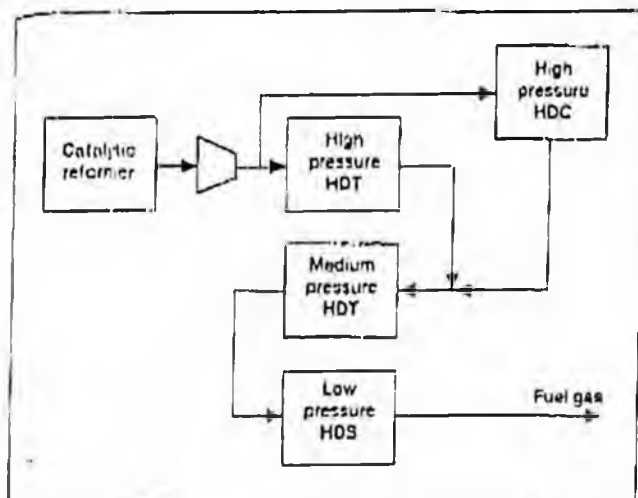 High
pressure
HDC
Catalytic
reformer
High
pressure
HDT
Medium
pressure
HDT
Low
pressure
HDS
Fuel gas